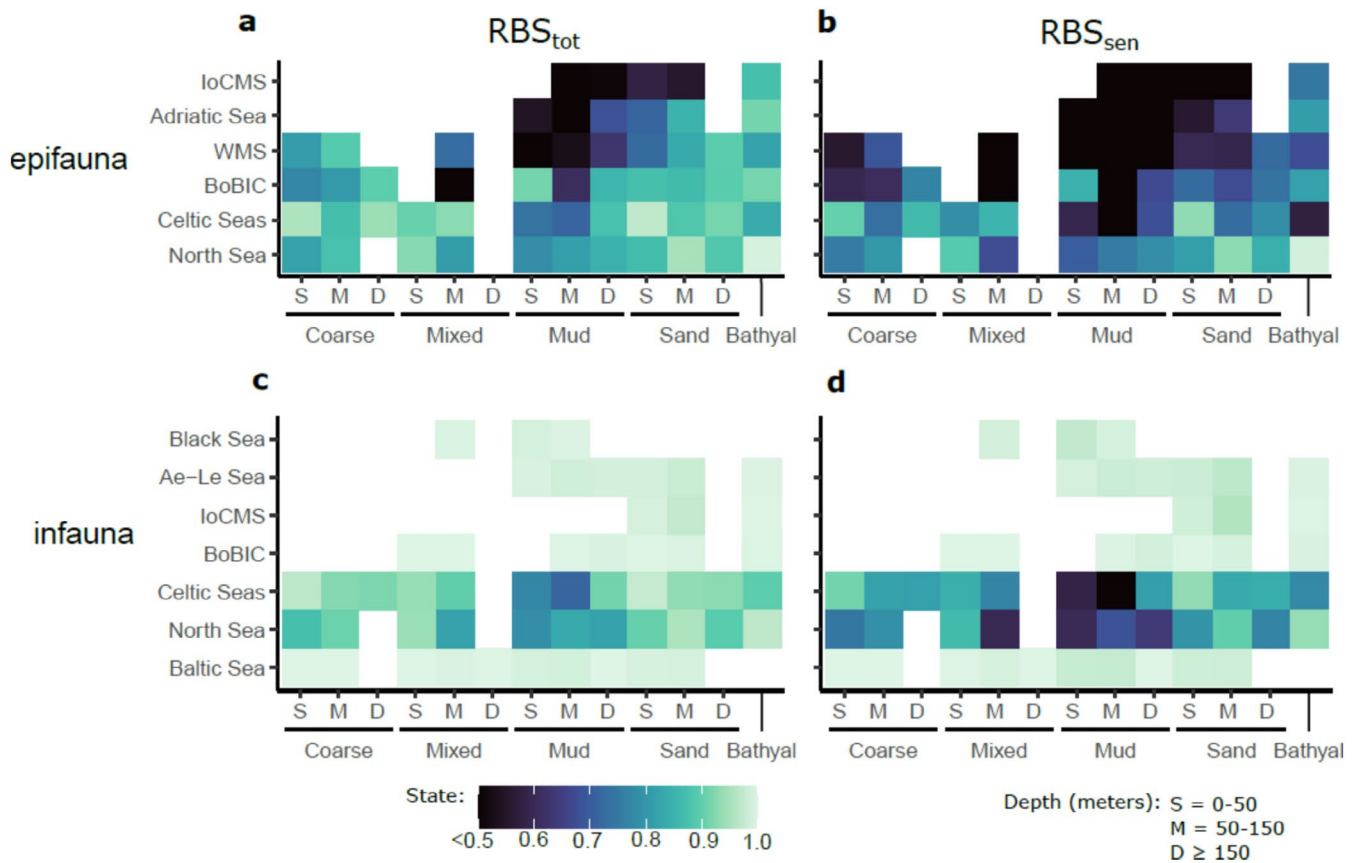 a
RBStot
b
RBSsen
epifauna
IoCMS
Adriatic Sea
WMS
BoBIC
Celtic Seas
North Sea
S M D S M D S M D S M D
Coarse Mixed Mud Sand Bathyal
S M D S M D S M D S M D
Coarse Mixed Mud Sand Bathyal
c
d
infauna
Black Sea
Ae−Le Sea
IoCMS
BoBIC
Celtic Seas
North Sea
Baltic Sea
S M D S M D S M D S M D
Coarse Mixed Mud Sand Bathyal
S M D S M D S M D S M D
Coarse Mixed Mud Sand Bathyal
State:
<0.5 0.6 0.7 0.8 0.9 1.0
Depth (meters): S = 0-50
M = 50-150
D ≥ 150